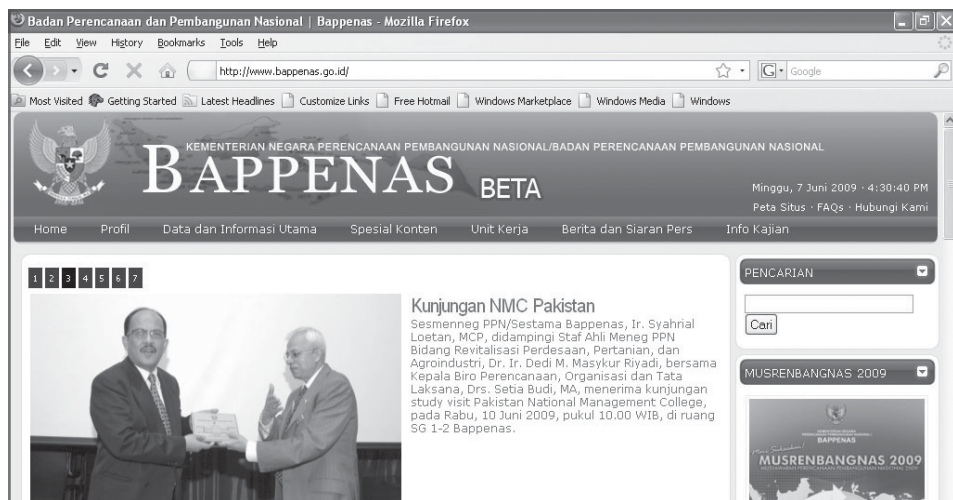 Badan Perencanaan dan Pembangunan Nasional | Bappenas - Mozilla Firefox
File Edit View History Bookmarks Tools Help
http://www.bappenas.go.id/
G Google
Most Visited Getting Started Latest Headlines Customize Links Free Hotmail Windows Marketplace Windows Media Windows
KEMENTERIAN NEGARA PERENCANAAN PEMBANGUNAN NASIONAL/BADAN PERENCANAAN PEMBANGUNAN NASIONAL
BAPPENAS BETA
Minggu, 7 Juni 2009 · 4:30:40 PM
Peta Situs · FAQs · Hubungi Kami
Home Profil Data dan Informasi Utama Spesial Konten Unit Kerja Berita dan Siaran Pers Info Kajian
1 2 3 4 5 6 7
Kunjungan NMC Pakistan
Sesmenneg PPN/Sestama Bappenas, Ir. Syahrial
Loetan, MCP, didampingi Staf Ahli Meneg PPN
Bidang Revitalisasi Perdesaan, Pertanian, dan
Agroindustri, Dr. Ir. Dedi M. Masykur Riyadi, bersama
Kepala Biro Perencanaan, Organisasi dan Tata
Laksana, Drs. Setia Budi, MA, menerima kunjungan
study visit Pakistan National Management College,
pada Rabu, 10 Juni 2009, pukul 10.00 WIB, di ruang
SG 1-2 Bappenas.
PENCARIAN
Cari
MUSRENBANGNAS 2009
BAPPENAS
MUSRENBANGNAS 2009